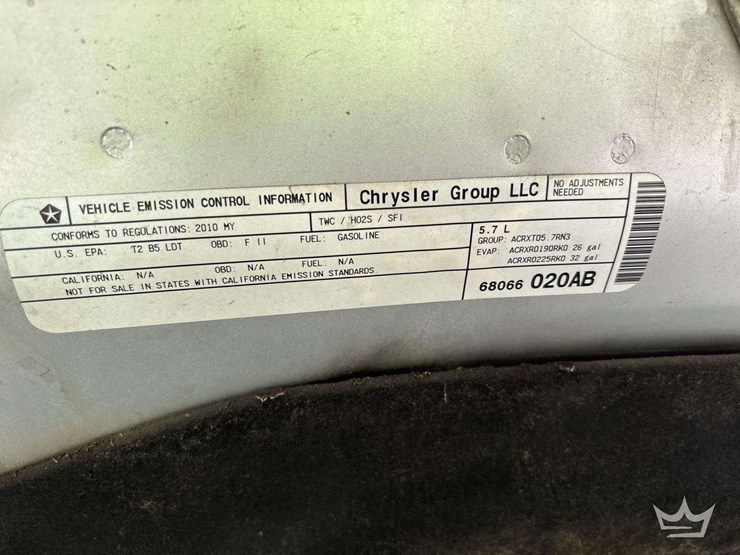 VEHICLE EMISSION CONTROL INFORMATION
Chrysler Group LLC
NO ADJUSTMENTS
NEEDED
CONFORMS TO REGULATIONS: 2010 MY
TWC / HO2S / SFI
U.S. EPA: T2 B5 LDT OBD: F II FUEL: GASOLINE
CALIFORNIA: N/A OBD: N/A FUEL: N/A
NOT FOR SALE IN STATES WITH CALIFORNIA EMISSION STANDARDS.
5.7 L
GROUP: ACRXT05.7RN3
EVAP: ACRXR0190RK0 26 gal
ACRXR0225RK0 32 gal
68066 020AB